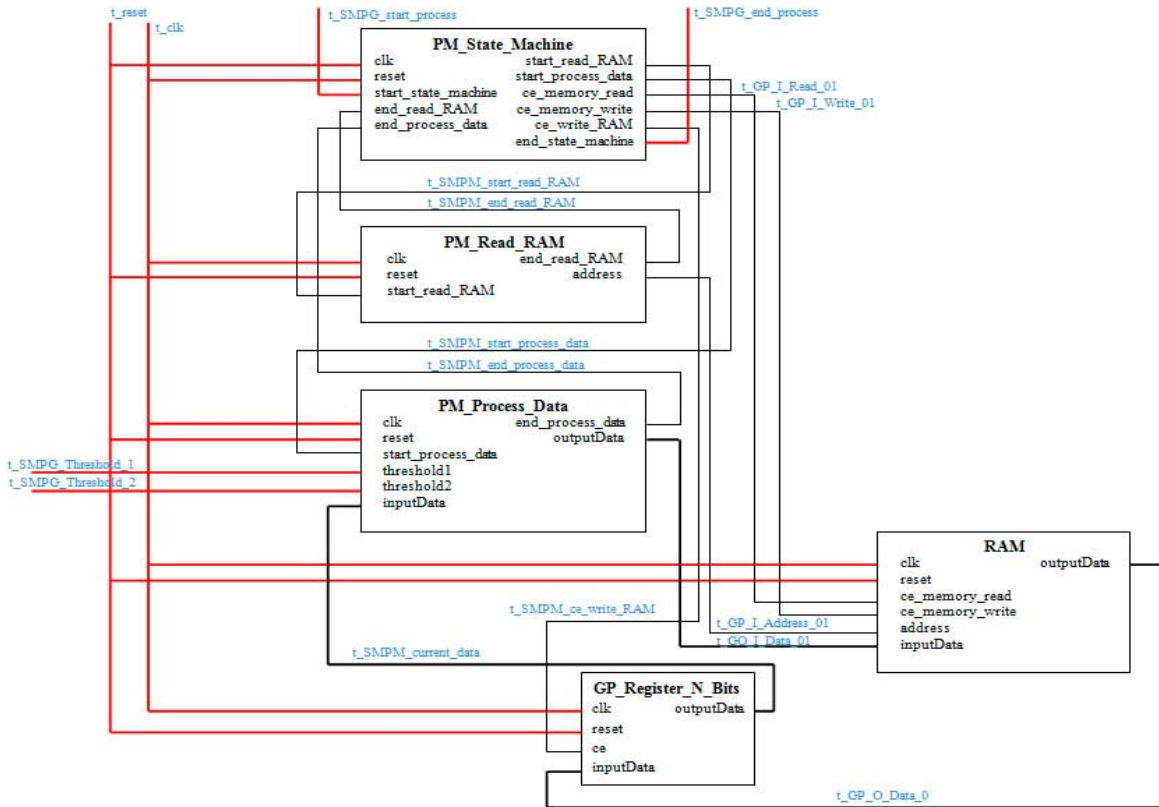 t_reset
t_clk
t_SMPG_start_process
t_SMPG_end_process
PM_State_Machine
clk
start_read_RAM
reset
start_process_data
start_state_machine
ce_memory_read
end_read_RAM
ce_memory_write
end_process_data
ce_write_RAM
end_state_machine
t_GP_I_Read_01
t_GP_I_Write_01
t_SMPM_start_read_RAM
t_SMPM_end_read_RAM
PM_Read_RAM
clk
end_read_RAM
reset
address
start_read_RAM
t_SMPM_start_process_data
t_SMPM_end_process_data
PM_Process_Data
clk
end_process_data
reset
outputData
start_process_data
t_SMPG_Threshold_1
threshold1
t_SMPG_Threshold_2
threshold2
inputData
RAM
clk
outputData
reset
ce_memory_read
ce_memory_write
address
inputData
t_SMPM_ce_write_RAM
t_GP_I_Address_01
t_GO_I_Data_01
t_SMPM_current_data
GP_Register_N_Bits
clk
outputData
reset
ce
inputData
t_GP_O_Data_0